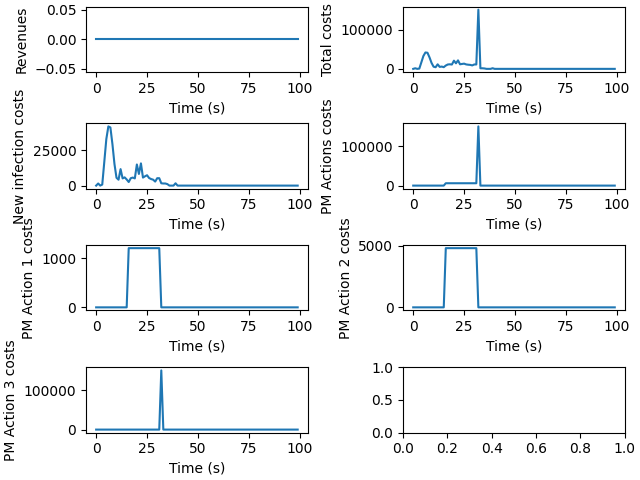 Revenues
0.05
0.00
−0.05
0 25 50 75 100
Time (s)
Total costs
100000
0
0 25 50 75 100
Time (s)
New infection costs
25000
0
0 25 50 75 100
Time (s)
PM Actions costs
100000
0
0 25 50 75 100
Time (s)
PM Action 1 costs
1000
0
0 25 50 75 100
Time (s)
PM Action 2 costs
5000
0
0 25 50 75 100
Time (s)
PM Action 3 costs
100000
0
0 25 50 75 100
Time (s)
1.0
0.5
0.0
0.0 0.2 0.4 0.6 0.8 1.0